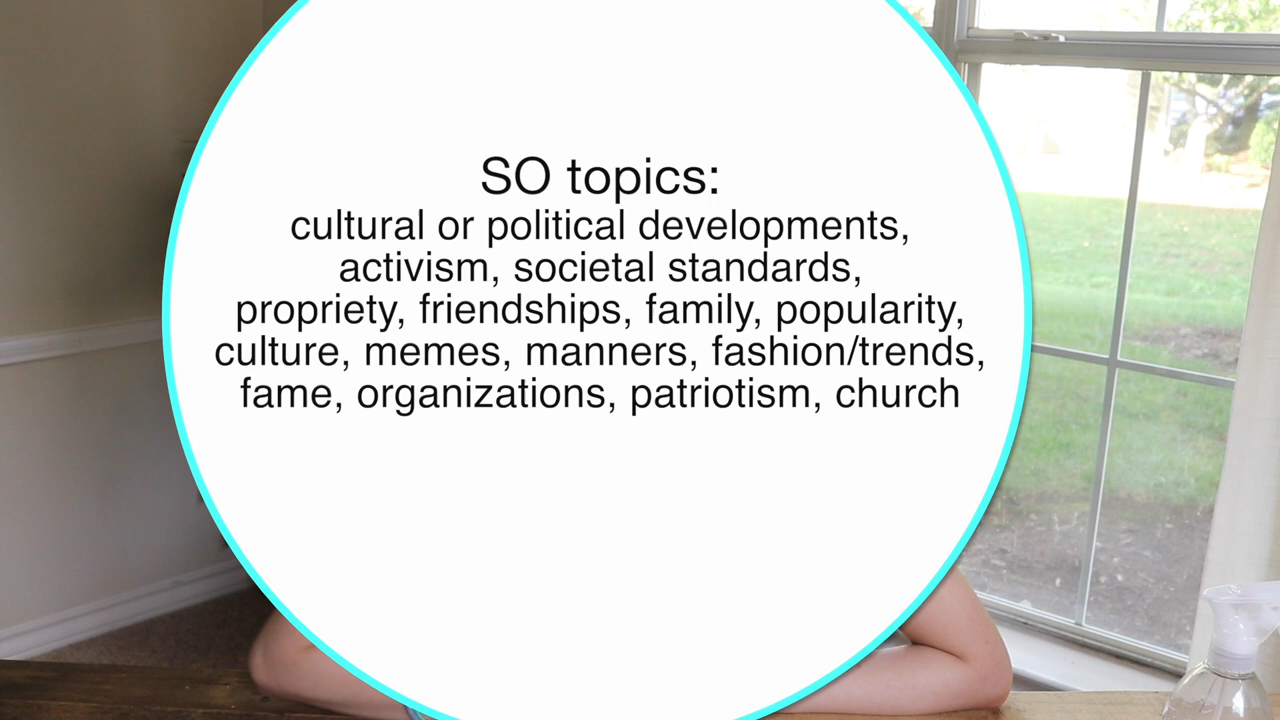 SO topics:
cultural or political developments,
activism, societal standards,
propriety, friendships, family, popularity,
culture, memes, manners, fashion/trends,
fame, organizations, patriotism, church